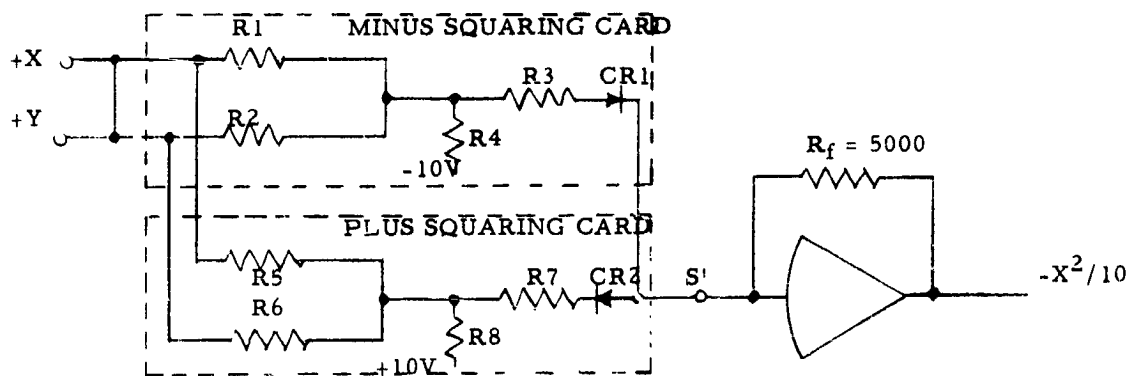 MINUS SQUARING CARD
R1
+X
R3
CR1
+Y
R2
R4
-10V
R_f = 5000
PLUS SQUARING CARD
R5
R7
CR2
S'
-X²/10
R6
R8
+10V